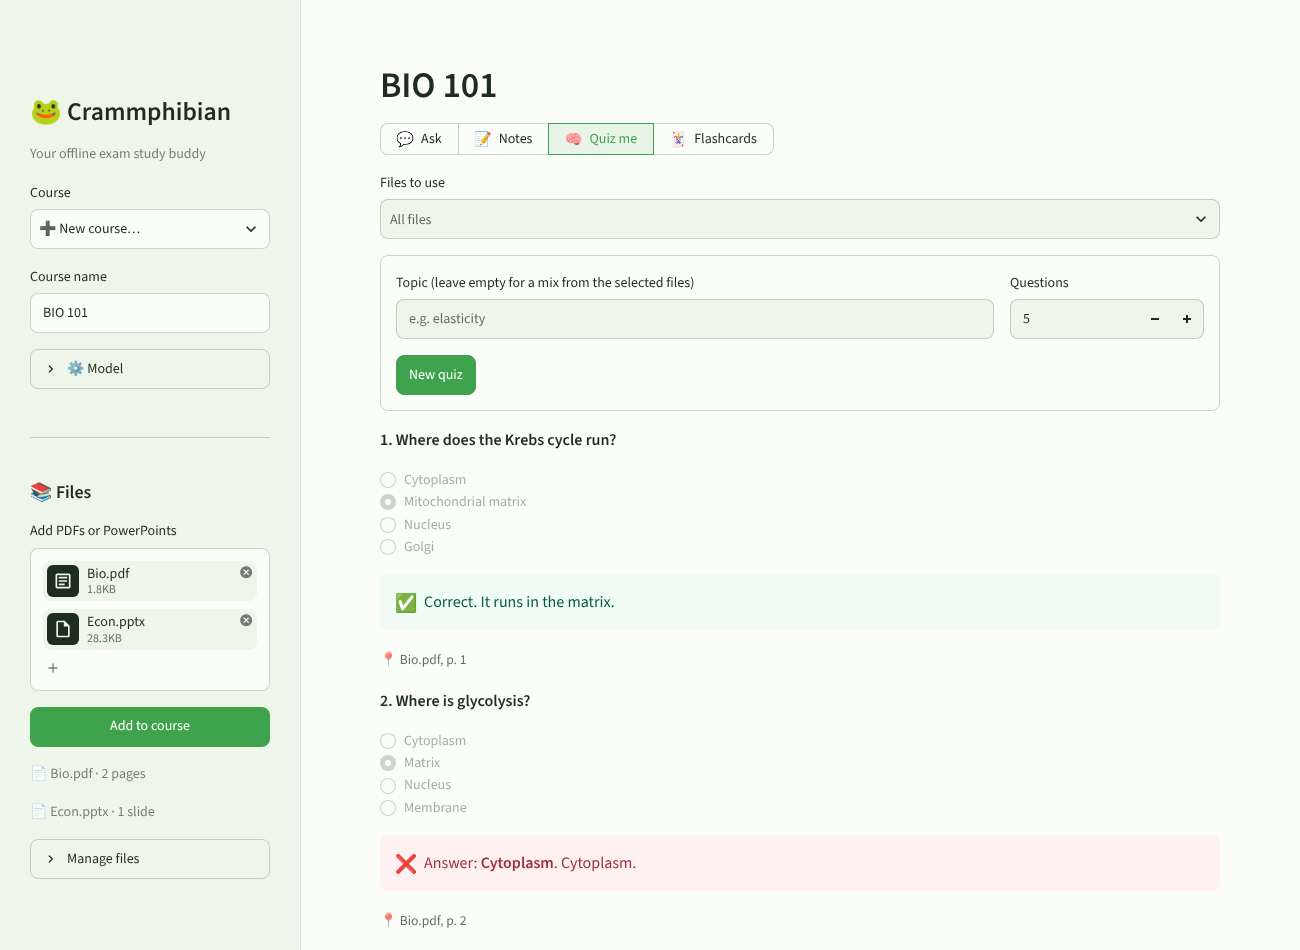 🐸 Crammphibian
Your offline exam study buddy
Course
➕ New course…
Course name
BIO 101
⚙️ Model
📚 Files
Add PDFs or PowerPoints
Bio.pdf
1.8KB
Econ.pptx
28.3KB
Add to course
📄 Bio.pdf · 2 pages
📄 Econ.pptx · 1 slide
Manage files
BIO 101
💬 Ask 📝 Notes 🧠 Quiz me 🃏 Flashcards
Files to use
All files
Topic (leave empty for a mix from the selected files) Questions
e.g. elasticity 5
New quiz
1. Where does the Krebs cycle run?
Cytoplasm
Mitochondrial matrix
Nucleus
Golgi
✅ Correct. It runs in the matrix.
📍 Bio.pdf, p. 1
2. Where is glycolysis?
Cytoplasm
Matrix
Nucleus
Membrane
❌ Answer: Cytoplasm. Cytoplasm.
📍 Bio.pdf, p. 2